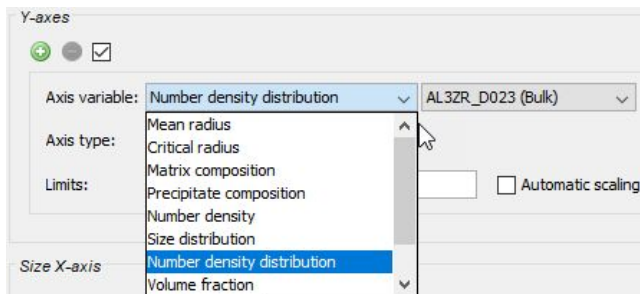 Y-axes
Axis variable: Number density distribution AL3ZR_D023 (Bulk)
Mean radius
Axis type: Critical radius
Matrix composition
Limits: Precipitate composition Automatic scaling
Number density
Size distribution
Size X-axis Number density distribution
Volume fraction